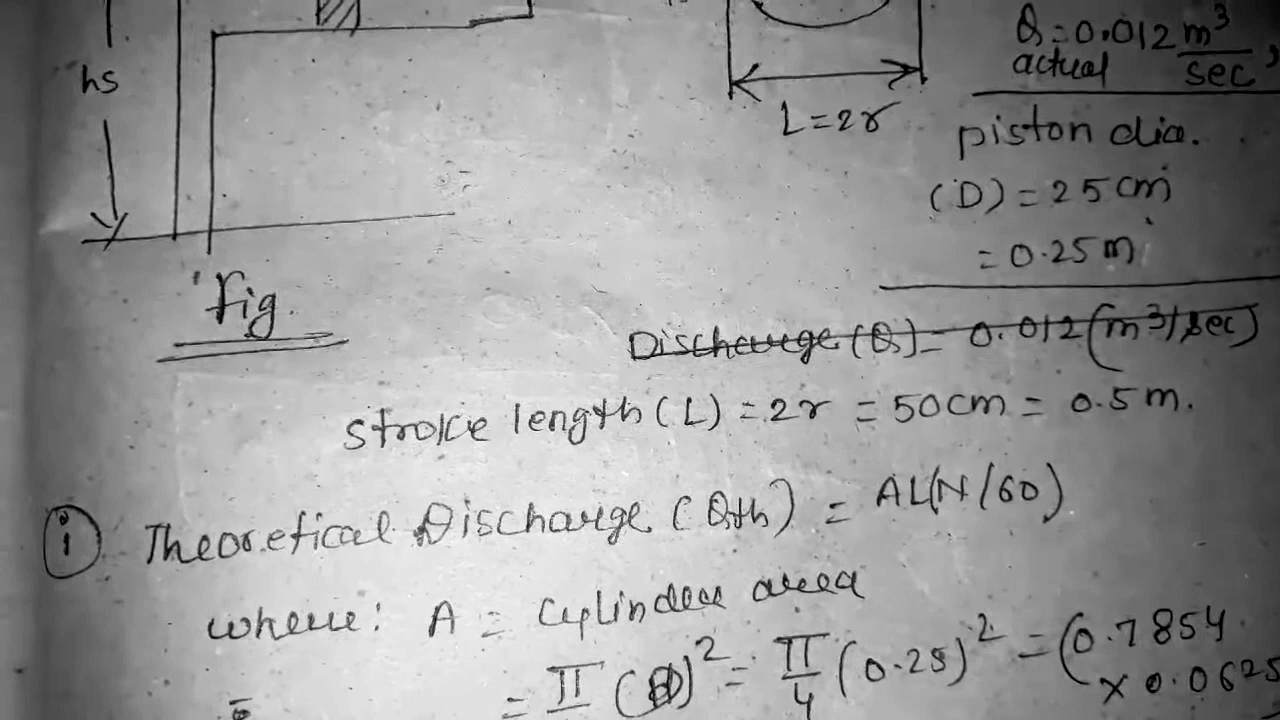 hs
L=2r
Q=0.012 m³/sec,
actual
piston dia.
(D) = 25 cm
= 0.25 m
Discharge (Q) = 0.012 (m³/sec)
stroke length (L) = 2r = 50cm = 0.5 m.
fig.
i Theoretical Discharge (Qth) = AL(N/60)
where: A = Cylinder area
= π (D)² = π/4 (0.25)² = (0.7854
× 0.0625